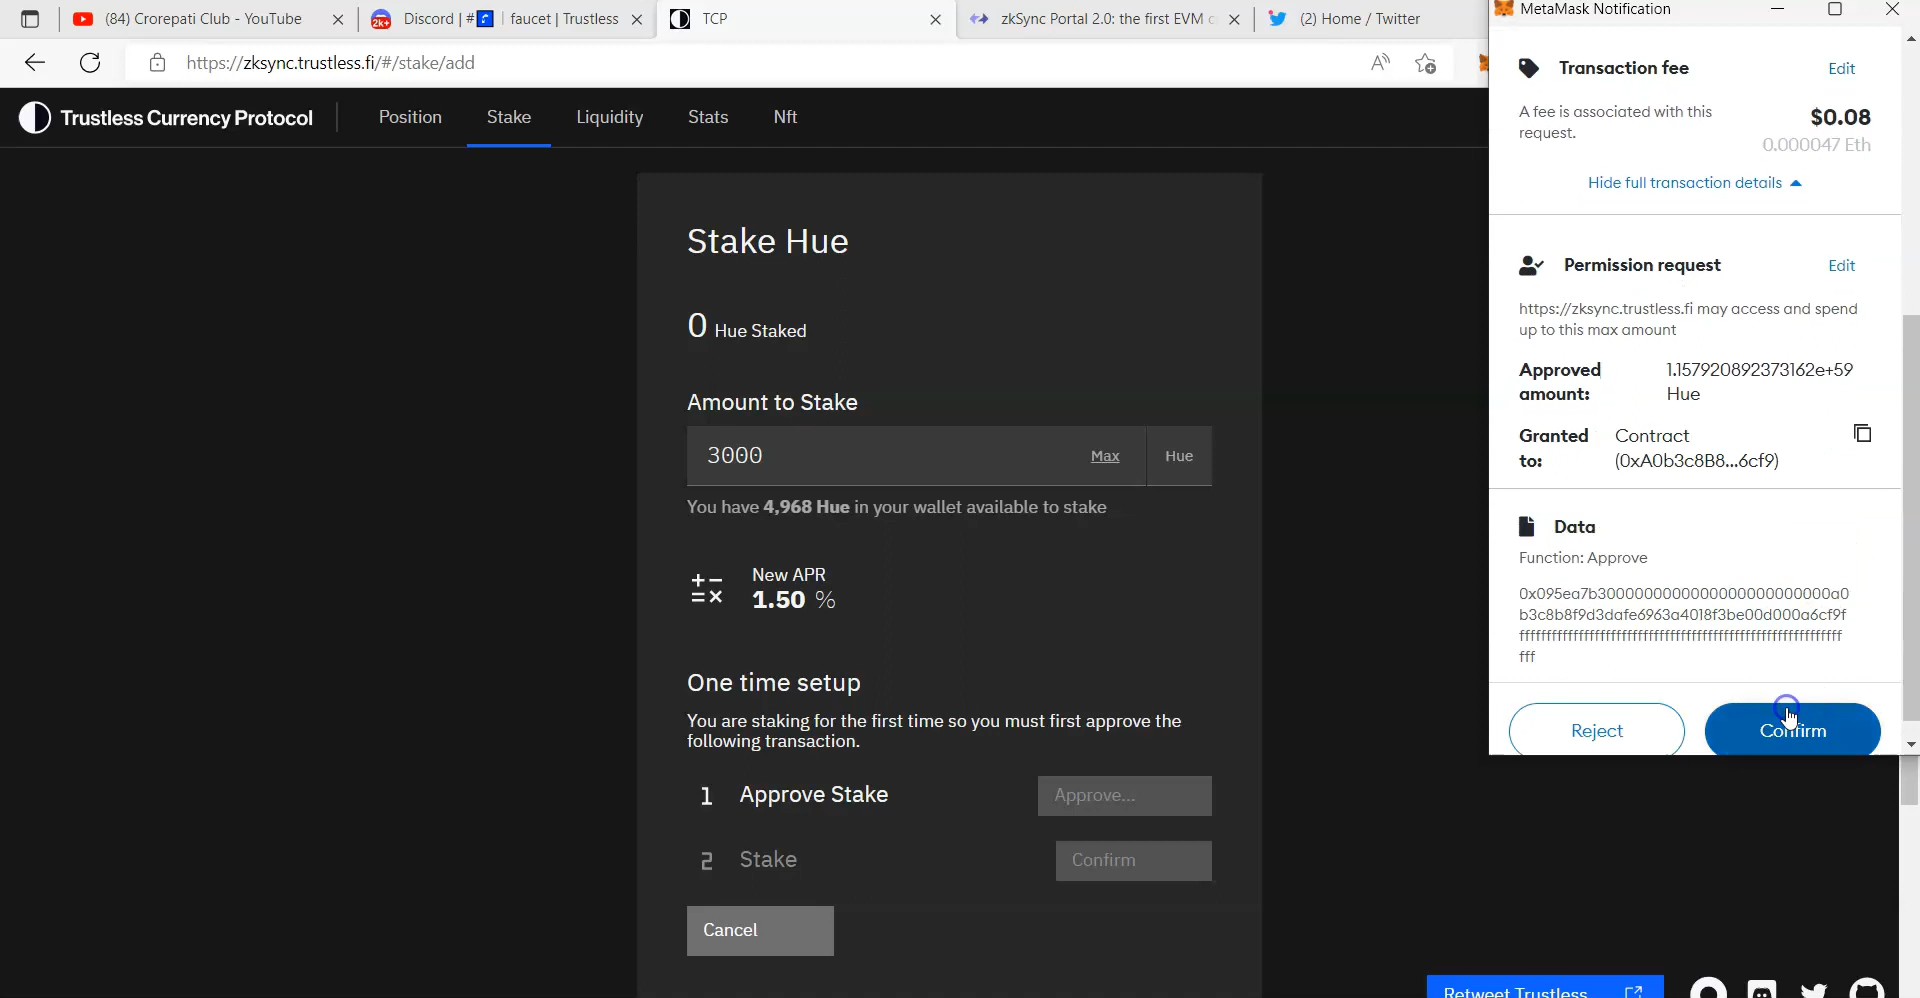 (84) Crorepati Club - YouTube
Discord | # faucet | Trustless
TCP
zkSync Portal 2.0: the first EVM
(2) Home / Twitter
MetaMask Notification
https://zksync.trustless.fi/#/stake/add
Trustless Currency Protocol
Position
Stake
Liquidity
Stats
Nft
Stake Hue
0 Hue Staked
Amount to Stake
3000
Max
Hue
You have 4,968 Hue in your wallet available to stake
New APR
1.50 %
One time setup
You are staking for the first time so you must first approve the
following transaction.
1 Approve Stake
Approve...
2 Stake
Confirm
Cancel
Retweet Trustless
Transaction fee
Edit
A fee is associated with this
request.
$0.08
0.000047 Eth
Hide full transaction details
Permission request
Edit
https://zksync.trustless.fi may access and spend
up to this max amount
Approved
amount:
1.157920892373162e+59
Hue
Granted
to:
Contract
(0xA0b3c8B8...6cf9)
Data
Function: Approve
b3c8b8f9d3dafe6963a4018f3be00d000a6cf9f
fff
Reject
Confirm